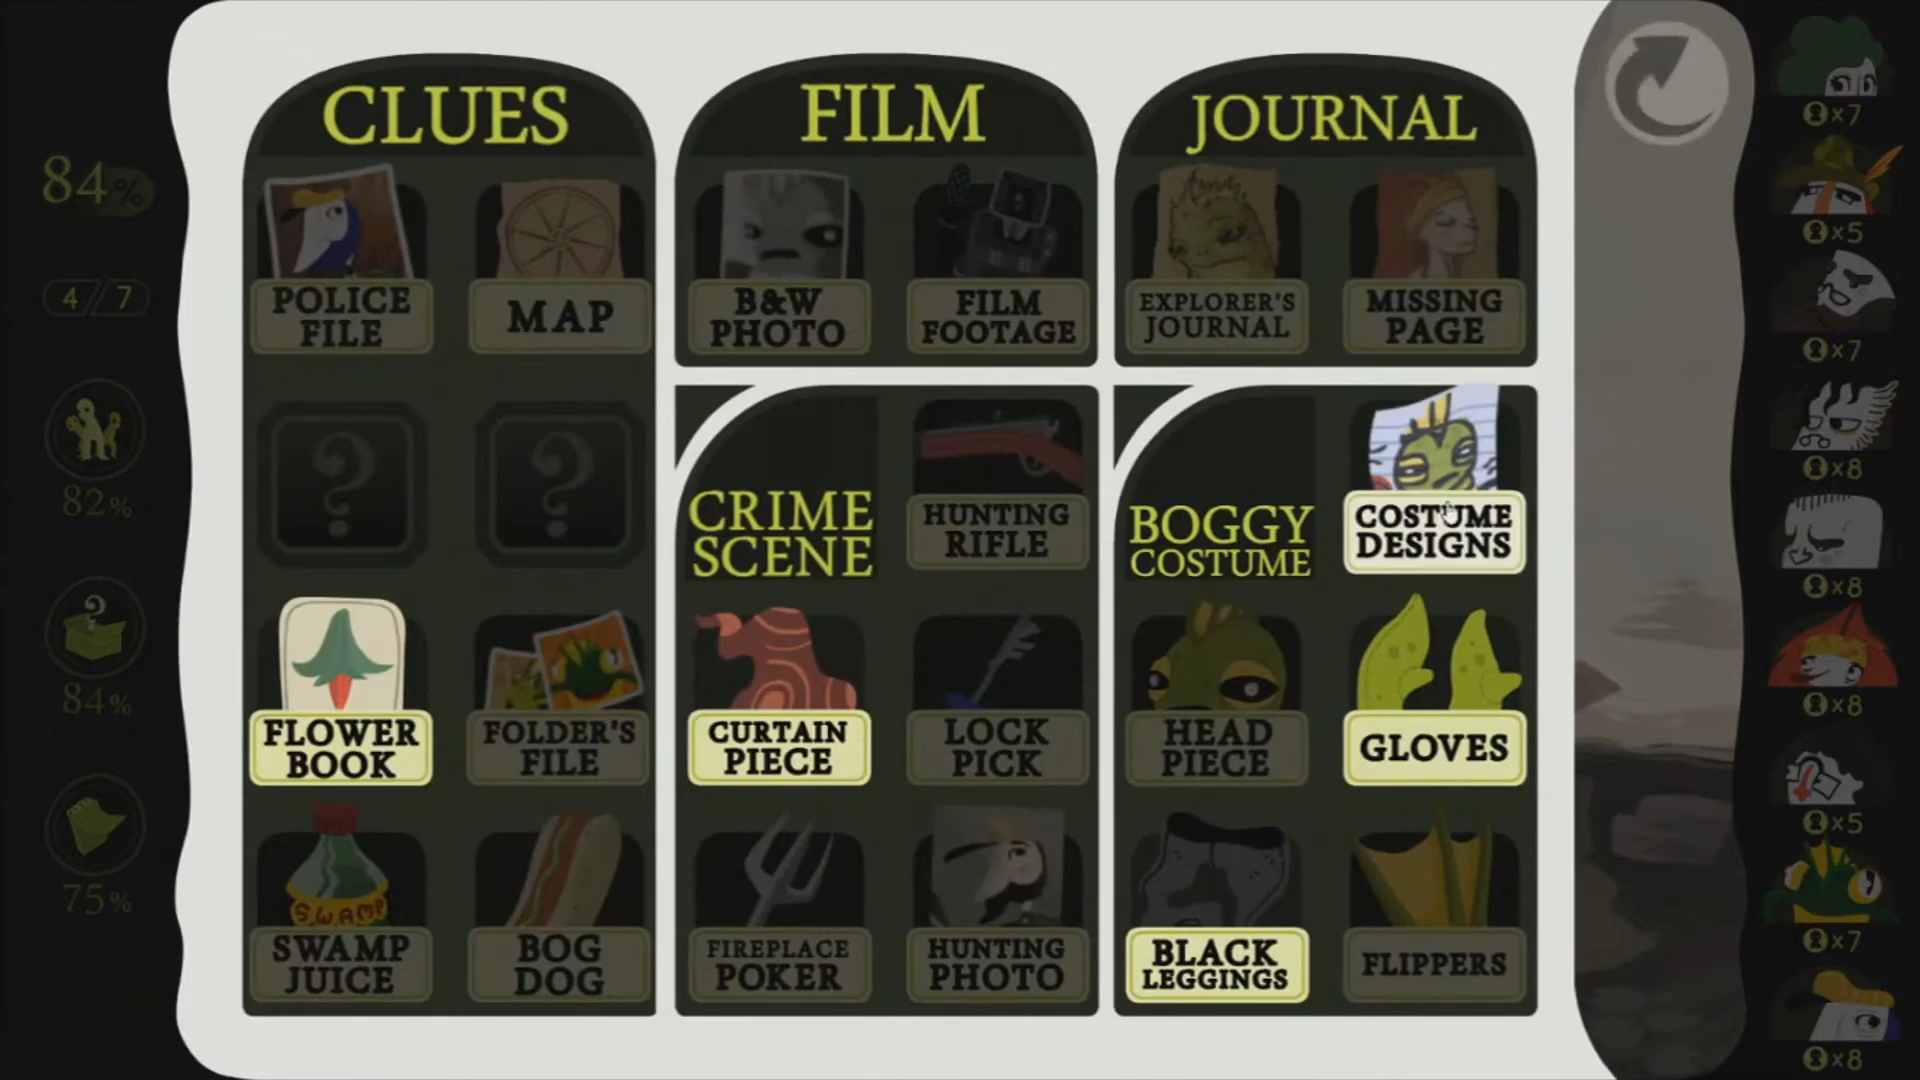 CLUES
FILM
JOURNAL
84%
4/7
82%
84%
75%
POLICE
FILE
MAP
B&W
PHOTO
FILM
FOOTAGE
EXPLORER'S
JOURNAL
MISSING
PAGE
?
?
CRIME
SCENE
HUNTING
RIFLE
BOGGY
COSTUME
COSTUME
DESIGNS
FLOWER
BOOK
FOLDER'S
FILE
CURTAIN
PIECE
LOCK
PICK
HEAD
PIECE
GLOVES
SWAMP
SWAMP
JUICE
BOG
DOG
FIREPLACE
POKER
HUNTING
PHOTO
BLACK
LEGGINGS
FLIPPERS
x7
x5
x7
x8
x8
x8
x5
x7
x8